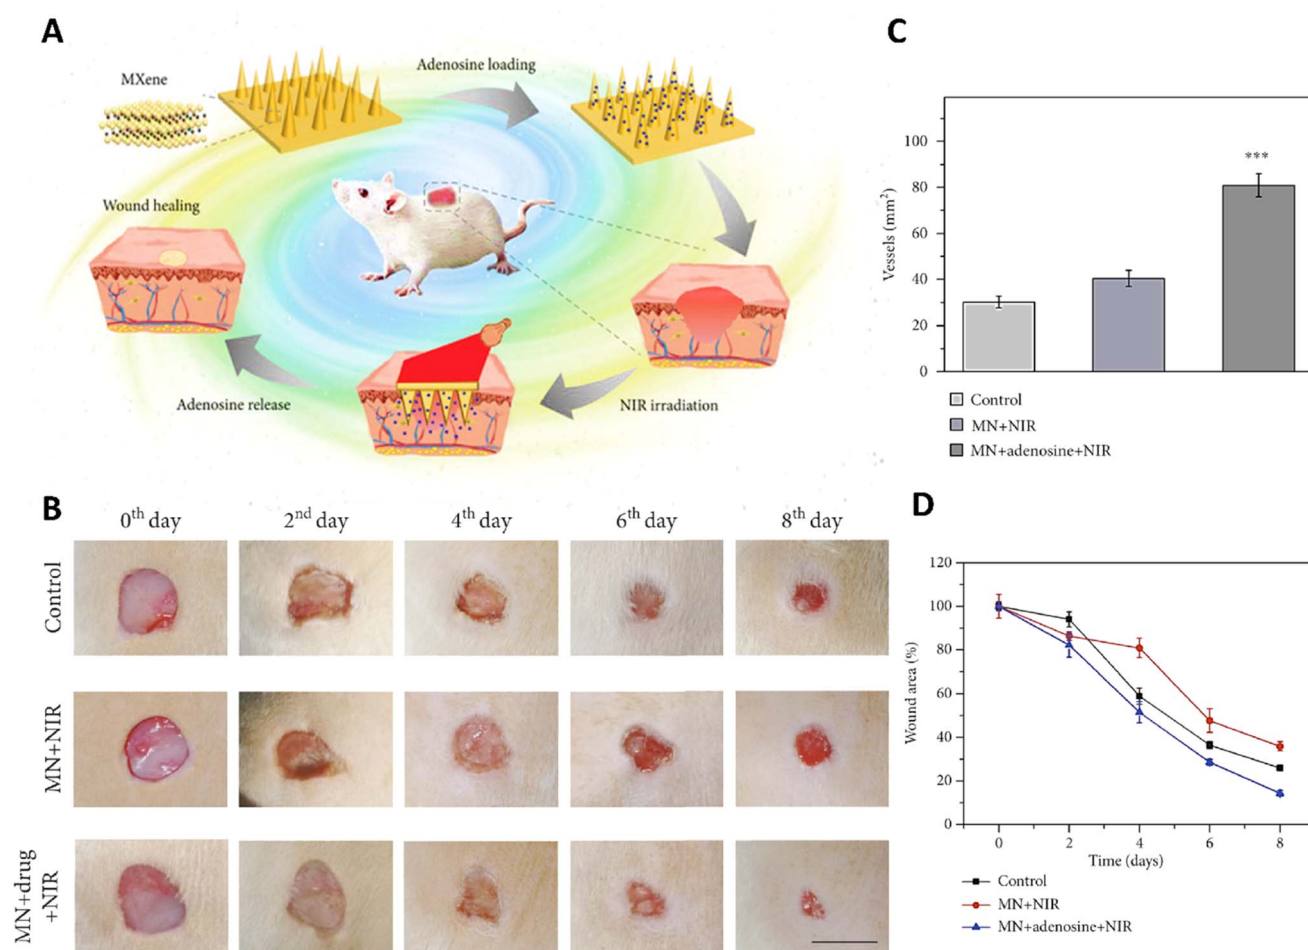 A
MXene
Adenosine loading
Wound healing
Adenosine release
NIR irradiation
B
0th day
2nd day
4th day
6th day
8th day
Control
MN+NIR
MN+drug
+NIR
C
Vessels (mm2)
100
80
60
40
20
0
***
Control
MN+NIR
MN+adenosine+NIR
D
Wound area (%)
120
100
80
60
40
20
0
0
2
4
6
8
Time (days)
Control
MN+NIR
MN+adenosine+NIR